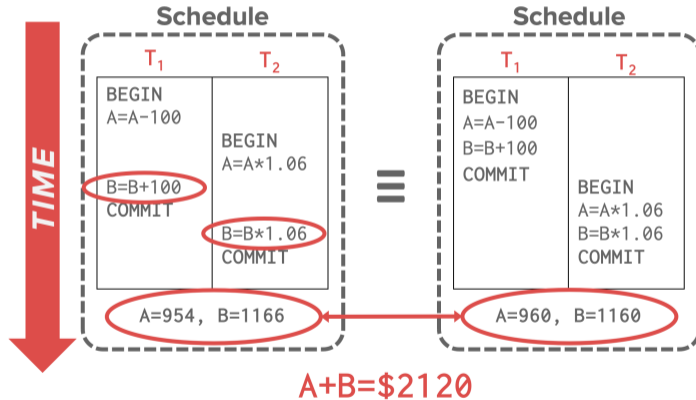 Schedule
T1 T2
BEGIN
A=A-100
BEGIN
A=A*1.06
B=B+100
COMMIT
B=B*1.06
COMMIT
A=954, B=1166
TIME
≡
Schedule
T1 T2
BEGIN
A=A-100
B=B+100
COMMIT
BEGIN
A=A*1.06
B=B*1.06
COMMIT
A=960, B=1160
A+B=$2120